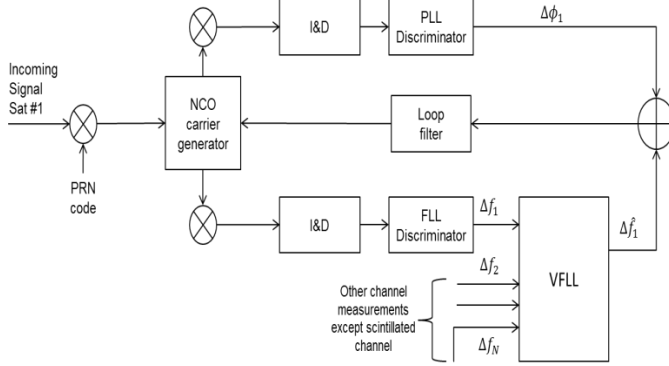 I&D
PLL
Discriminator
Δϕ₁
Incoming
Signal
Sat #1
NCO
carrier
generator
Loop
filter
PRN
code
I&D
FLL
Discriminator
Δf₁
Δf̂₁
Δf₂
VFLL
Other channel
measurements
except scintillated
channel
Δf_N